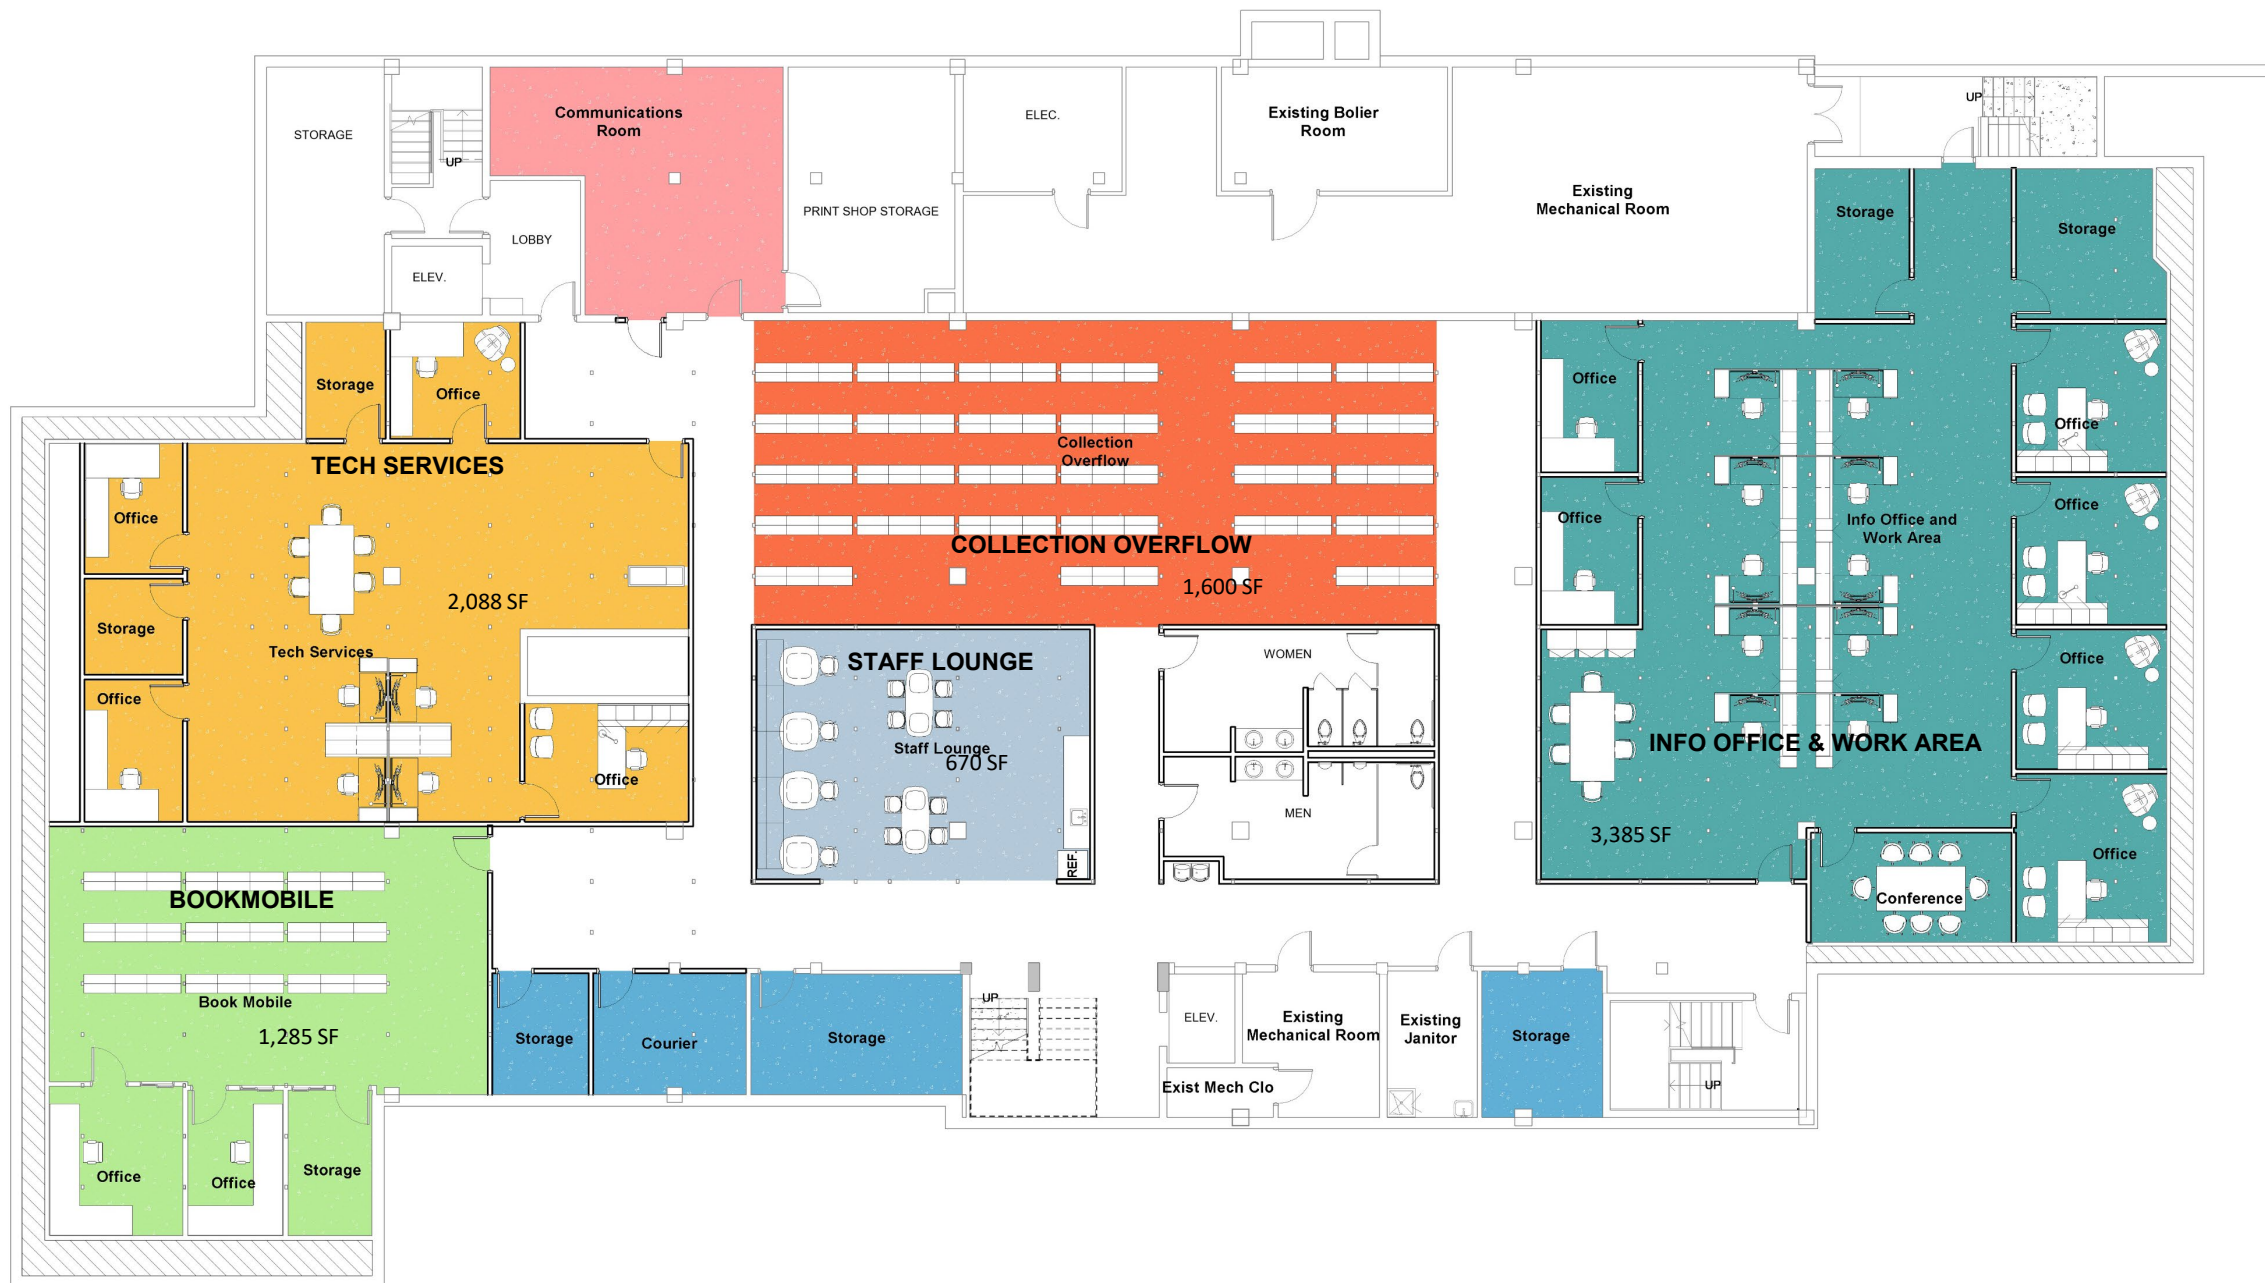 Communications
Room
STORAGE
UP
ELEC.
Existing Bolier
Room
UP
PRINT SHOP STORAGE
Existing
Mechanical Room
Storage
Storage
LOBBY
ELEV.
Storage
Office
Office
Office
TECH SERVICES
Collection
Overflow
Office
Office
Office
Office
Info Office and
Work Area
COLLECTION OVERFLOW
1,600 SF
2,088 SF
Storage
Tech Services
Office
Office
STAFF LOUNGE
Staff Lounge
670 SF
REF.
WOMEN
MEN
Office
INFO OFFICE & WORK AREA
3,385 SF
Office
Conference
BOOKMOBILE
Book Mobile
1,285 SF
Storage
Courier
Storage
UP
ELEV.
Existing
Mechanical Room
Existing
Janitor
Storage
UP
Exist Mech Clo
Office
Office
Storage